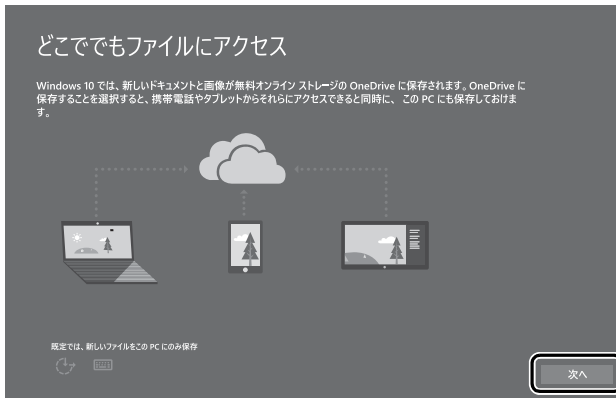 どこででもファイルにアクセス
Windows 10 では、新しいドキュメントと画像が無料オンライン ストレージの OneDrive に保存されます。OneDrive に
保存することを選択すると、携帯電話やタブレットからそれらにアクセスできると同時に、この PC にも保存しておけま
す。
既定では、新しいファイルをこの PC にのみ保存
次へ